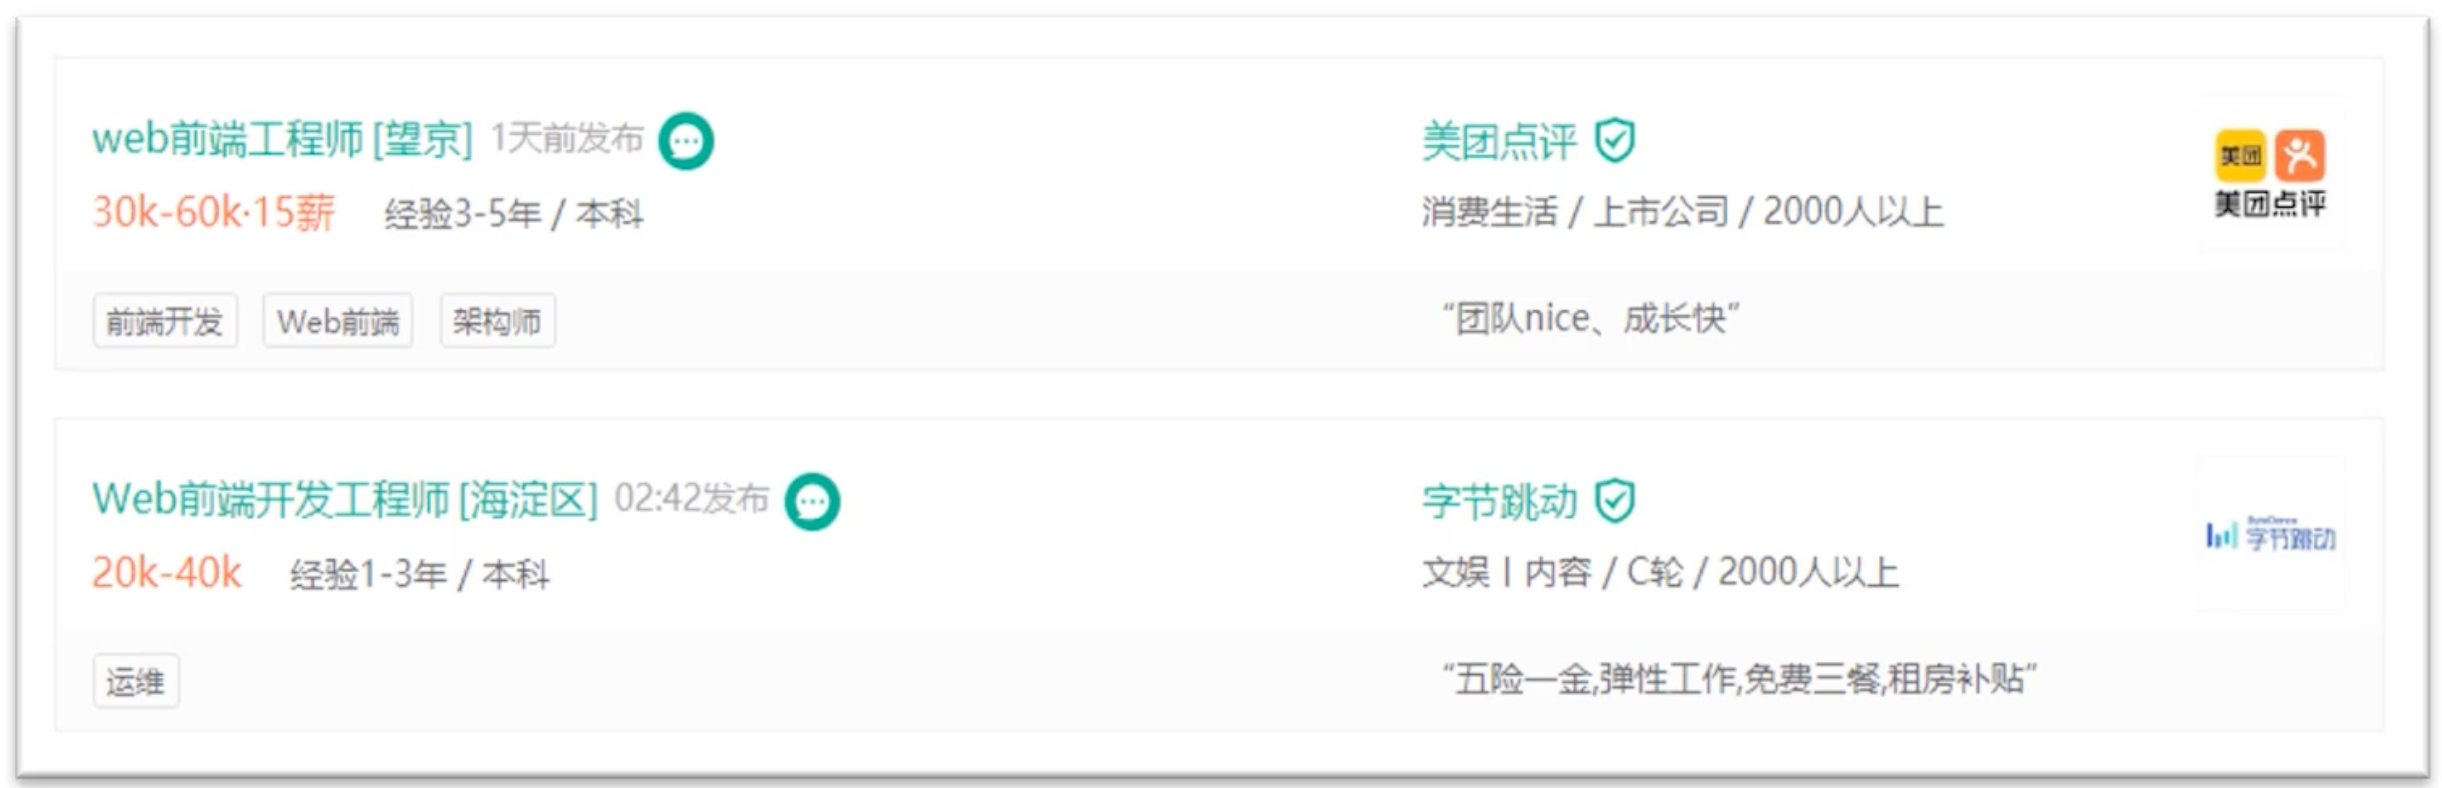 web前端工程师 [望京] 1天前发布
30k-60k·15薪 经验3-5年 / 本科
前端开发 Web前端 架构师
美团点评
消费生活 / 上市公司 / 2000人以上
“团队nice、成长快”
美团
美团点评
Web前端开发工程师 [海淀区] 02:42发布
20k-40k 经验1-3年 / 本科
运维
字节跳动
文娱丨内容 / C轮 / 2000人以上
“五险一金,弹性工作,免费三餐,租房补贴”
ByteDance
字节跳动